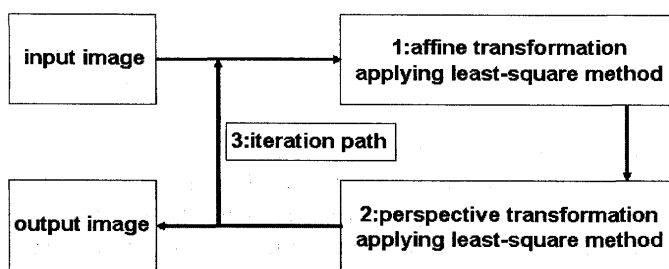 input image
1:affine transformation
applying least-square method
3:iteration path
output image
2:perspective transformation
applying least-square method